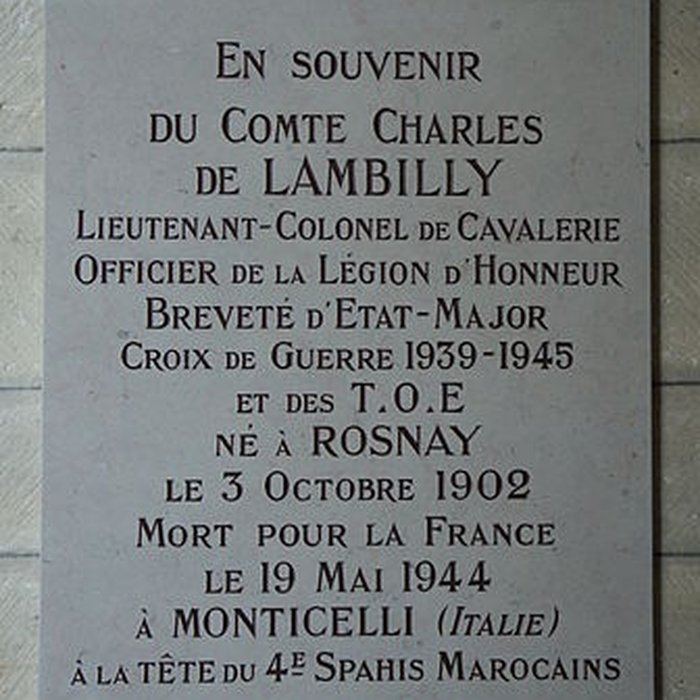 En souvenir
du Comte Charles
de LAMBILLY
Lieutenant-Colonel de Cavalerie
Officier de la Légion d'Honneur
Breveté d'Etat-Major
Croix de Guerre 1939-1945
et des T.O.E
né à ROSNAY
le 3 Octobre 1902
Mort pour la France
le 19 Mai 1944
à MONTICELLI (Italie)
à la tête du 4E Spahis Marocains